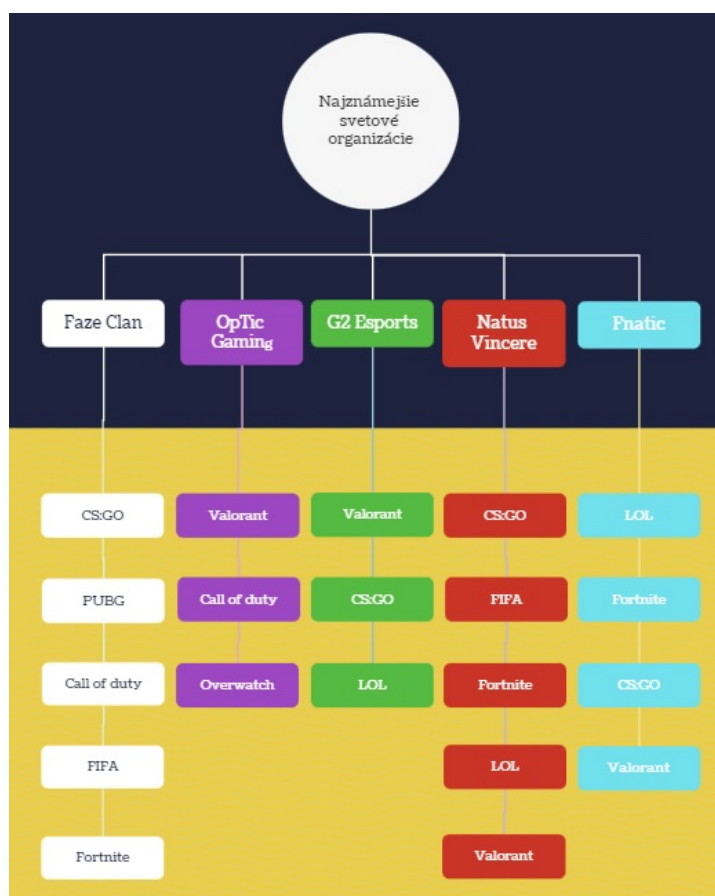 Najznámejšie
svetové
organizácie
Faze Clan
OpTic
Gaming
G2 Esports
Natus
Vincere
Fnatic
CS:GO
Valorant
Valorant
CS:GO
LOL
PUBG
Call of duty
CS:GO
FIFA
Fortnite
Call of duty
Overwatch
LOL
Fortnite
CS:GO
FIFA
LOL
Valorant
Fortnite
Valorant